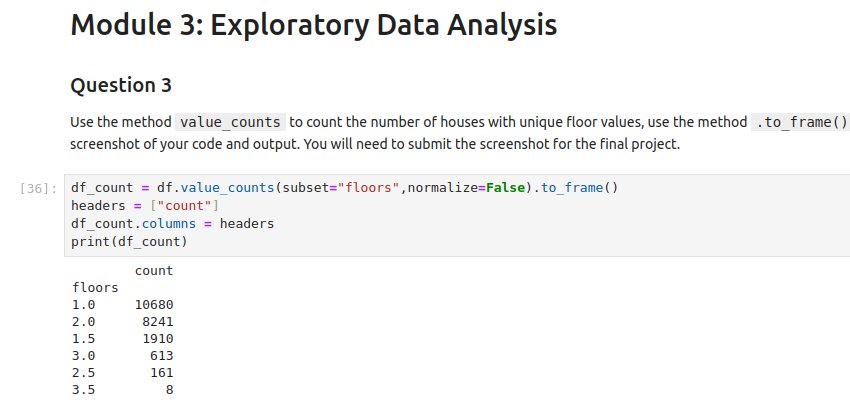 Module 3: Exploratory Data Analysis
Question 3
Use the method value_counts to count the number of houses with unique floor values, use the method .to_frame()
screenshot of your code and output. You will need to submit the screenshot for the final project.
[36]: df_count = df.value_counts(subset="floors",normalize=False).to_frame()
headers = ["count"]
df_count.columns = headers
print(df_count)
count
floors
1.0 10680
2.0 8241
1.5 1910
3.0 613
2.5 161
3.5 8